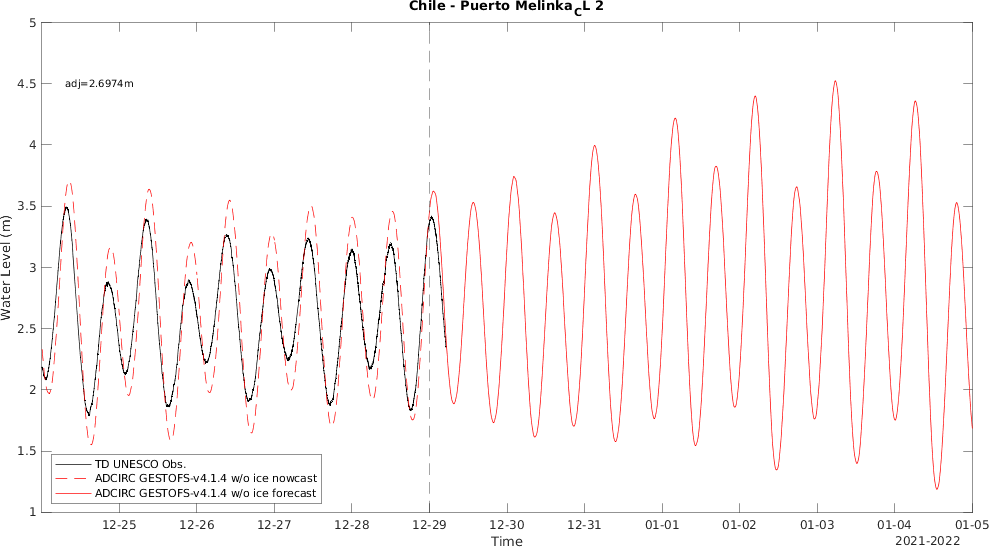 Chile - Puerto MelinkaCL 2
5
4.5
4
3.5
3
2.5
2
1.5
1
Water Level (m)
adj=2.6974m
TD UNESCO Obs.
ADCIRC GESTOFS-v4.1.4 w/o ice nowcast
ADCIRC GESTOFS-v4.1.4 w/o ice forecast
12-25 12-26 12-27 12-28 12-29 12-30 12-31 01-01 01-02 01-03 01-04 01-05
Time
2021-2022